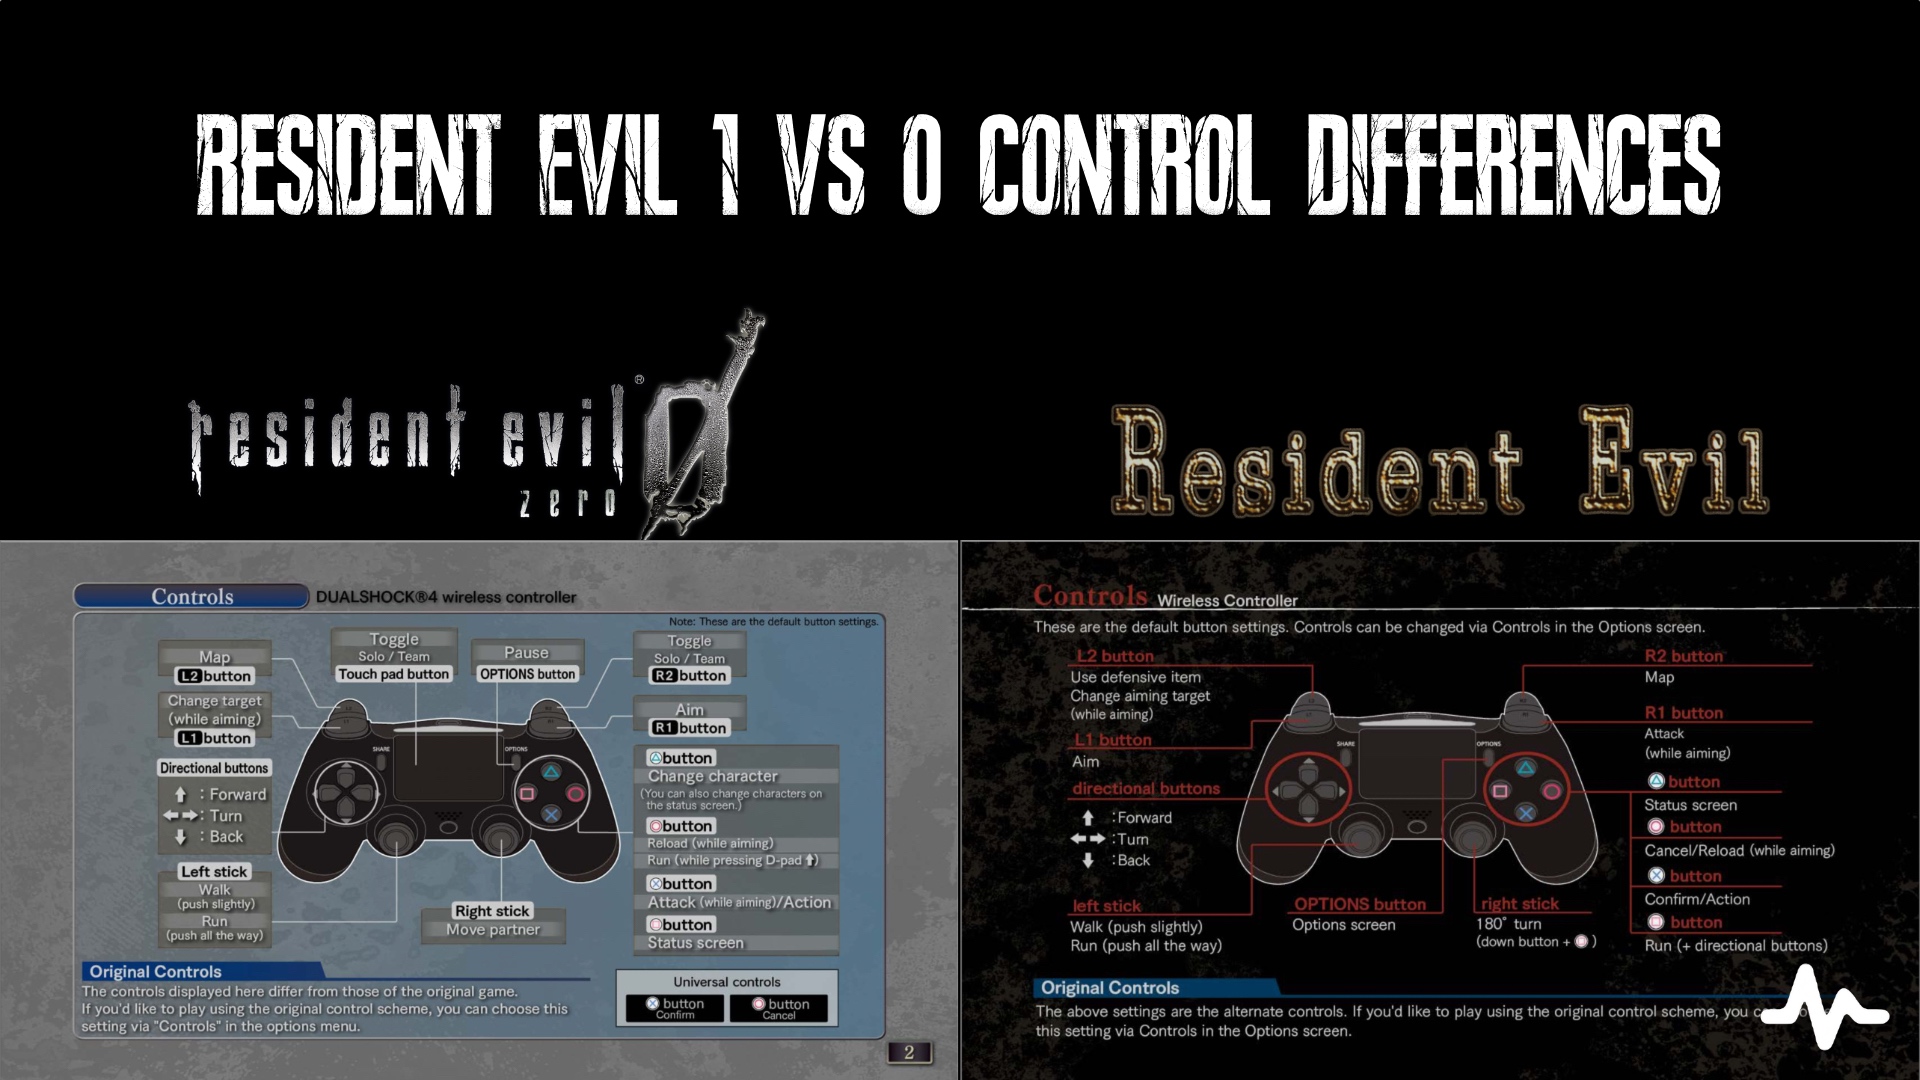 RESIDENT EVIL 1 VS 0 CONTROL DIFFERENCES
resident evil 0 ®
zero
Resident Evil
Controls DUALSHOCK®4 wireless controller
Note: These are the default button settings.
Map
L2 button
Toggle
Solo / Team
Touch pad button
Pause
OPTIONS button
Toggle
Solo / Team
R2 button
Change target
(while aiming)
L1 button
Aim
R1 button
SHARE
OPTIONS
Directional buttons
⬆ : Forward
⬅➡ : Turn
⬇ : Back
Left stick
Walk
(push slightly)
Run
(push all the way)
Right stick
Move partner
△ button
Change character
(You can also change characters on
the status screen.)
○ button
Reload (while aiming)
Run (while pressing D-pad ⬆)
✕ button
Attack (while aiming)/Action
□ button
Status screen
Original Controls
The controls displayed here differ from those of the original game.
If you'd like to play using the original control scheme, you can choose this
setting via "Controls" in the options menu.
Universal controls
✕ button
Confirm
○ button
Cancel
2
Controls Wireless Controller
These are the default button settings. Controls can be changed via Controls in the Options screen.
L2 button
Use defensive item
Change aiming target
(while aiming)
L1 button
Aim
directional buttons
⬆ :Forward
⬅➡ :Turn
⬇ :Back
left stick
Walk (push slightly)
Run (push all the way)
SHARE
OPTIONS
OPTIONS button
Options screen
right stick
180° turn
(down button + )
R2 button
Map
R1 button
Attack
(while aiming)
△ button
Status screen
○ button
Cancel/Reload (while aiming)
✕ button
Confirm/Action
□ button
Run (+ directional buttons)
Original Controls
The above settings are the alternate controls. If you'd like to play using the original control scheme, you
this setting via Controls in the Options screen.